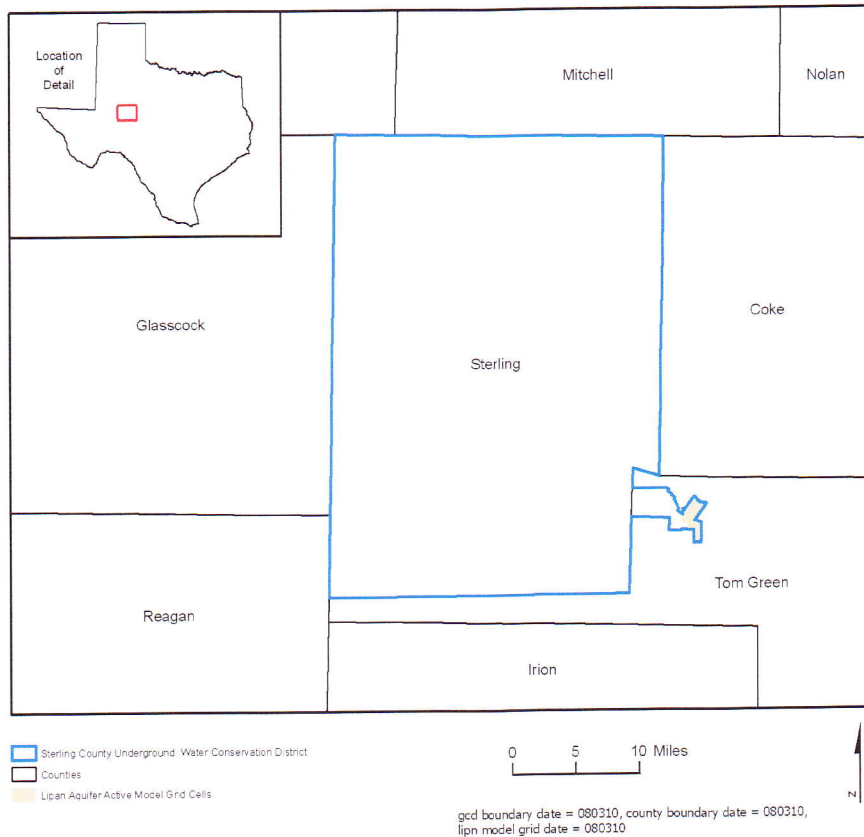 Location
of
Detail
Mitchell
Nolan
Glasscock
Coke
Sterling
Tom Green
Reagan
Irion
Sterling County Underground Water Conservation District
Counties
Lipan Aquifer Active Model Grid Cells
0 5 10 Miles
N
gcd boundary date = 080310, county boundary date = 080310,
lipn model grid date = 080310